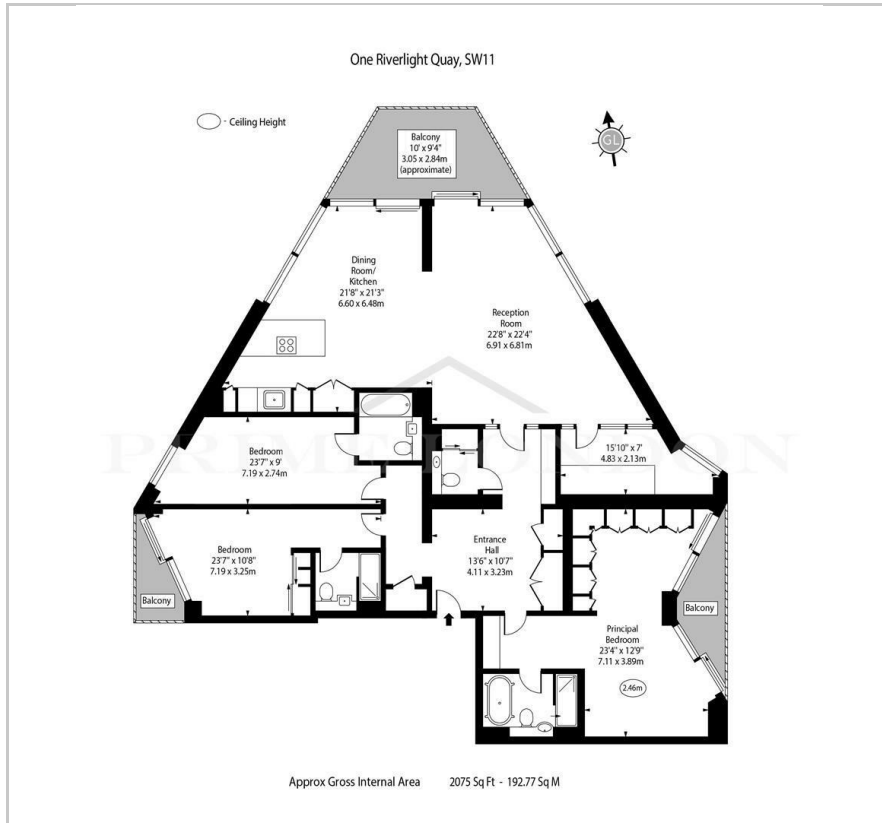 One Riverlight Quay, SW11
- Ceiling Height
GL
Balcony
10' x 9'4"
3.05 x 2.84m
(approximate)
Dining
Room/
Kitchen
21'8" x 21'3"
6.60 x 6.48m
Reception
Room
22'8" x 22'4"
6.91 x 6.81m
PRIME LONDON
Bedroom
23'7" x 9'
7.19 x 2.74m
15'10" x 7'
4.83 x 2.13m
Bedroom
23'7" x 10'8"
7.19 x 3.25m
Entrance
Hall
13'6" x 10'7"
4.11 x 3.23m
Balcony
Balcony
Principal
Bedroom
23'4" x 12'9"
7.11 x 3.89m
2.46m
Approx Gross Internal Area 2075 Sq Ft - 192.77 Sq M